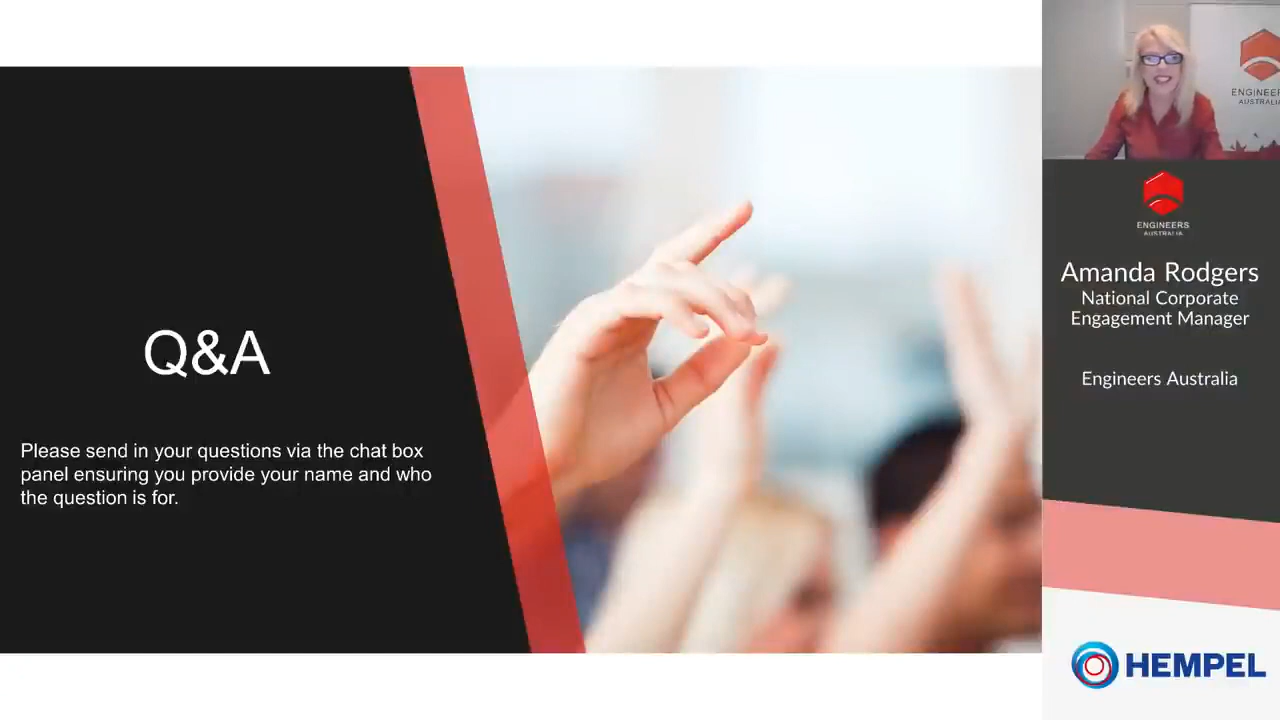 Q&A
Please send in your questions via the chat box
panel ensuring you provide your name and who
the question is for.
ENGINEERS
AUSTRALIA
Amanda Rodgers
National Corporate
Engagement Manager
Engineers Australia
HEMPEL